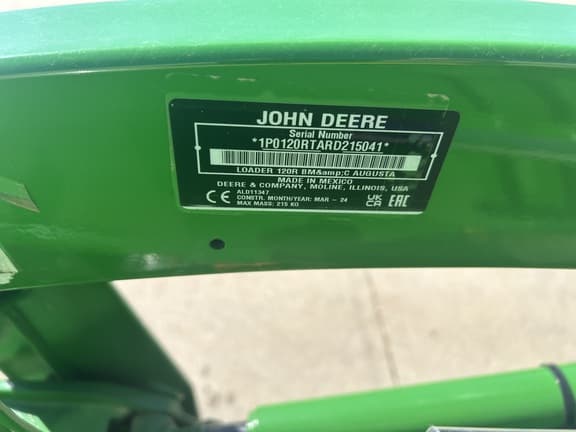 JOHN DEERE
Serial Number
*1P0120RTARD215041*
LOADER 120R BM&amp;C AUGUSTA
MADE IN MEXICO
DEERE & COMPANY, MOLINE, ILLINOIS, USA
CE ALO11347
CONSTR. MONTH/YEAR: MAR - 24
MAX MASS: 215 KG
UK CA EAC